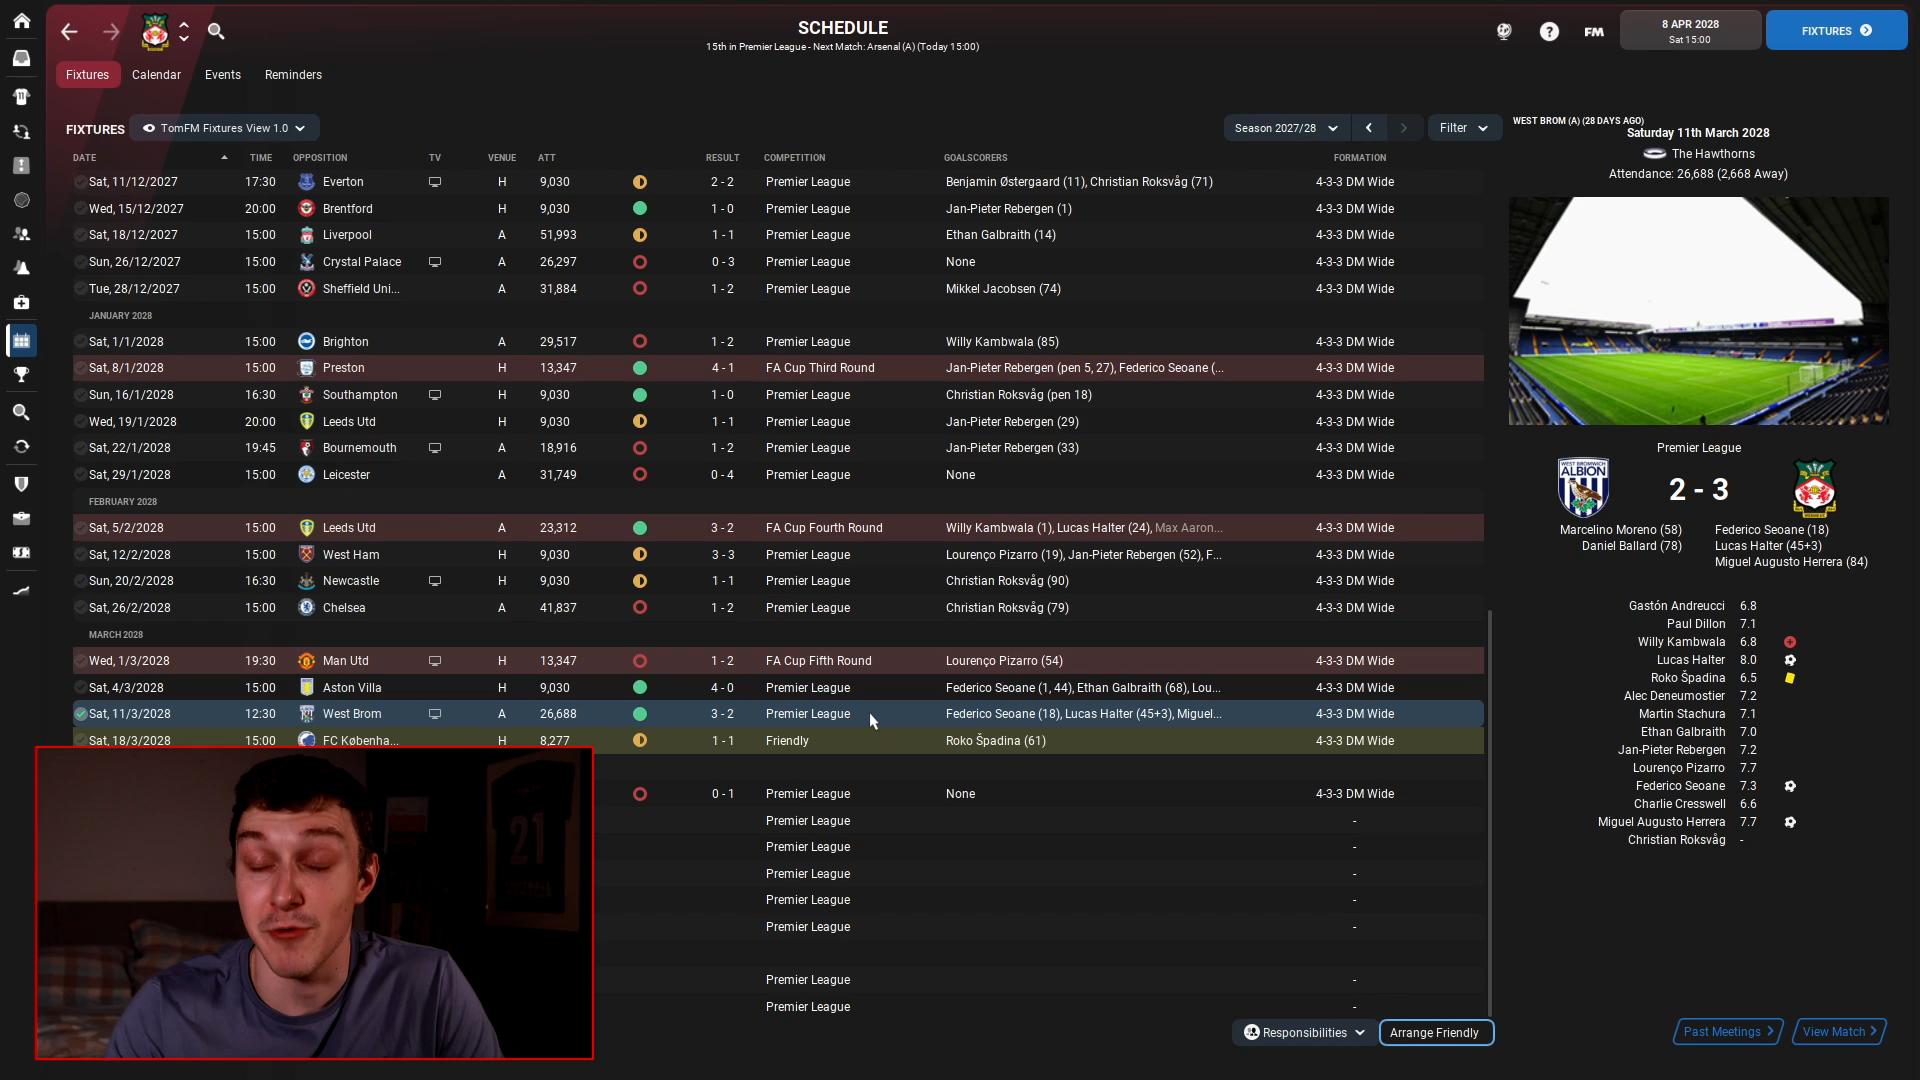 SCHEDULE
15th in Premier League - Next Match: Arsenal (A) (Today 15:00)
FM
8 APR 2028
Sat 15:00
FIXTURES
Fixtures Calendar Events Reminders
FIXTURES TomFM Fixtures View 1.0 Season 2027/28 Filter
DATE TIME OPPOSITION TV VENUE ATT RESULT COMPETITION GOALSCORERS FORMATION
Sat, 11/12/2027 17:30 Everton H 9,030 2 - 2 Premier League Benjamin Østergaard (11), Christian Roksvåg (71) 4-3-3 DM Wide
Wed, 15/12/2027 20:00 Brentford H 9,030 1 - 0 Premier League Jan-Pieter Rebergen (1) 4-3-3 DM Wide
Sat, 18/12/2027 15:00 Liverpool A 51,993 1 - 1 Premier League Ethan Galbraith (14) 4-3-3 DM Wide
Sun, 26/12/2027 15:00 Crystal Palace A 26,297 0 - 3 Premier League None 4-3-3 DM Wide
Tue, 28/12/2027 15:00 Sheffield Uni... A 31,884 1 - 2 Premier League Mikkel Jacobsen (74) 4-3-3 DM Wide
JANUARY 2028
Sat, 1/1/2028 15:00 Brighton A 29,517 1 - 2 Premier League Willy Kambwala (85) 4-3-3 DM Wide
Sat, 8/1/2028 15:00 Preston H 13,347 4 - 1 FA Cup Third Round Jan-Pieter Rebergen (pen 5, 27), Federico Seoane (... 4-3-3 DM Wide
Sun, 16/1/2028 16:30 Southampton H 9,030 1 - 0 Premier League Christian Roksvåg (pen 18) 4-3-3 DM Wide
Wed, 19/1/2028 20:00 Leeds Utd H 9,030 1 - 1 Premier League Jan-Pieter Rebergen (29) 4-3-3 DM Wide
Sat, 22/1/2028 19:45 Bournemouth A 18,916 1 - 2 Premier League Jan-Pieter Rebergen (33) 4-3-3 DM Wide
Sat, 29/1/2028 15:00 Leicester A 31,749 0 - 4 Premier League None 4-3-3 DM Wide
FEBRUARY 2028
Sat, 5/2/2028 15:00 Leeds Utd A 23,312 3 - 2 FA Cup Fourth Round Willy Kambwala (1), Lucas Halter (24), Max Aaron... 4-3-3 DM Wide
Sat, 12/2/2028 15:00 West Ham H 9,030 3 - 3 Premier League Lourenço Pizarro (19), Jan-Pieter Rebergen (52), F... 4-3-3 DM Wide
Sun, 20/2/2028 16:30 Newcastle H 9,030 1 - 1 Premier League Christian Roksvåg (90) 4-3-3 DM Wide
Sat, 26/2/2028 15:00 Chelsea A 41,837 1 - 2 Premier League Christian Roksvåg (79) 4-3-3 DM Wide
MARCH 2028
Wed, 1/3/2028 19:30 Man Utd H 13,347 1 - 2 FA Cup Fifth Round Lourenço Pizarro (54) 4-3-3 DM Wide
Sat, 4/3/2028 15:00 Aston Villa H 9,030 4 - 0 Premier League Federico Seoane (1, 44), Ethan Galbraith (68), Lou... 4-3-3 DM Wide
Sat, 11/3/2028 12:30 West Brom A 26,688 3 - 2 Premier League Federico Seoane (18), Lucas Halter (45+3), Miguel... 4-3-3 DM Wide
Sat, 18/3/2028 15:00 FC Københa... H 8,277 1 - 1 Friendly Roko Špadina (61) 4-3-3 DM Wide
0 - 1 Premier League None 4-3-3 DM Wide
Premier League -
Premier League -
Premier League -
Premier League -
Premier League -
Premier League -
Premier League -
Responsibilities Arrange Friendly
21
WEST BROM (A) (28 DAYS AGO)
Saturday 11th March 2028
The Hawthorns
Attendance: 26,688 (2,668 Away)
Premier League
WEST BROMWICH
ALBION
2 - 3
Marcelino Moreno (58) Federico Seoane (18)
Daniel Ballard (78) Lucas Halter (45+3)
Miguel Augusto Herrera (84)
Gastón Andreucci 6.8
Paul Dillon 7.1
Willy Kambwala 6.8
Lucas Halter 8.0
Roko Špadina 6.5
Alec Deneumostier 7.2
Martin Stachura 7.1
Ethan Galbraith 7.0
Jan-Pieter Rebergen 7.2
Lourenço Pizarro 7.7
Federico Seoane 7.3
Charlie Cresswell 6.6
Miguel Augusto Herrera 7.7
Christian Roksvåg -
Past Meetings View Match